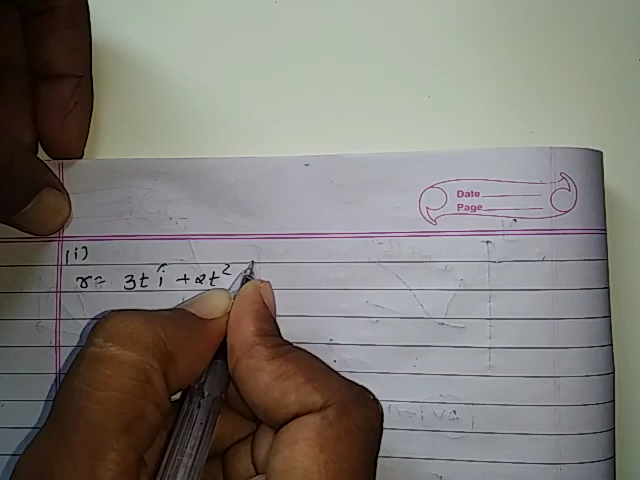 Date
Page
(i)
r = 3t î + 2t²